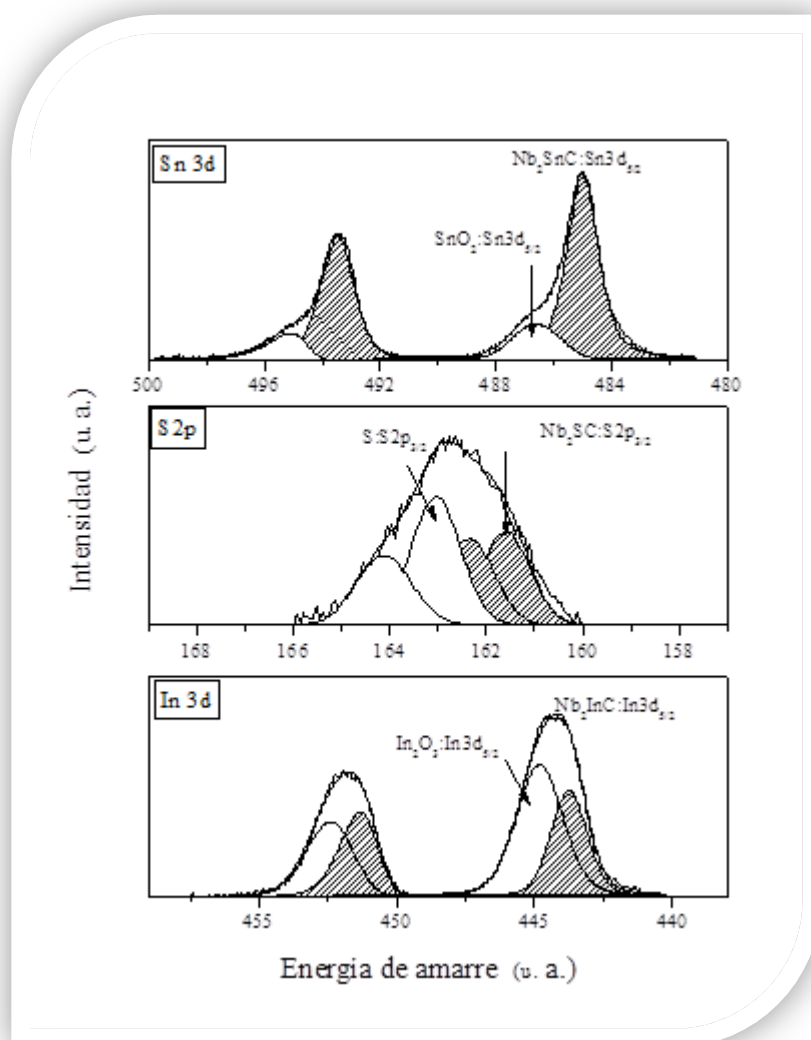 Sn 3d
Nb₂SnC:Sn3d₅/₂
SnO₂:Sn3d₅/₂
500 496 492 488 484 480
S2p
S:S2p₃/₂
Nb₂SC:S2p₃/₂
168 166 164 162 160 158
In 3d
Nb₂InC:In3d₅/₂
In₂O₃:In3d₅/₂
455 450 445 440
Intensidad (u. a.)
Energia de amarre (u. a.)